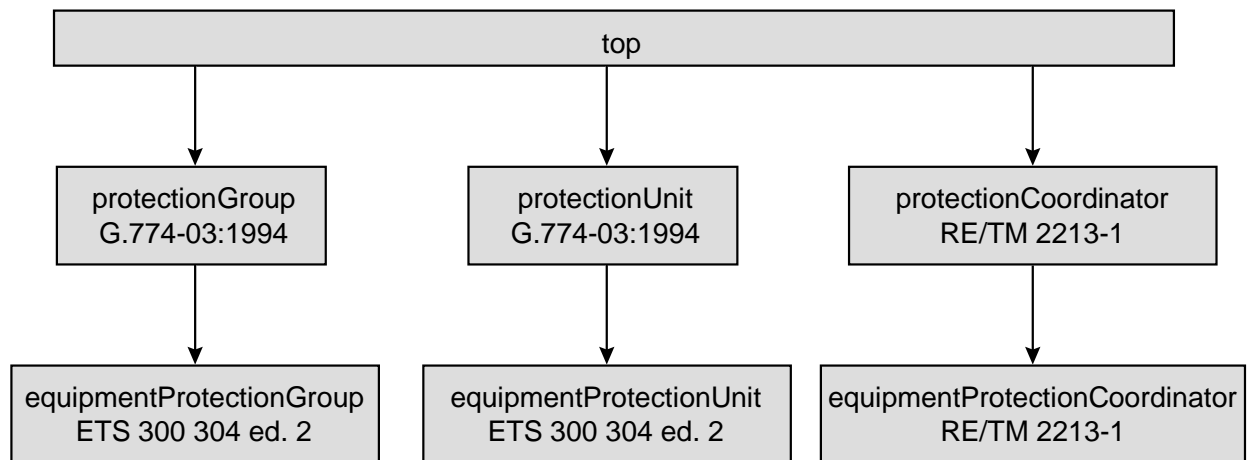 top
protectionGroup
G.774-03:1994
protectionUnit
G.774-03:1994
protectionCoordinator
RE/TM 2213-1
equipmentProtectionGroup
ETS 300 304 ed. 2
equipmentProtectionUnit
ETS 300 304 ed. 2
equipmentProtectionCoordinator
RE/TM 2213-1